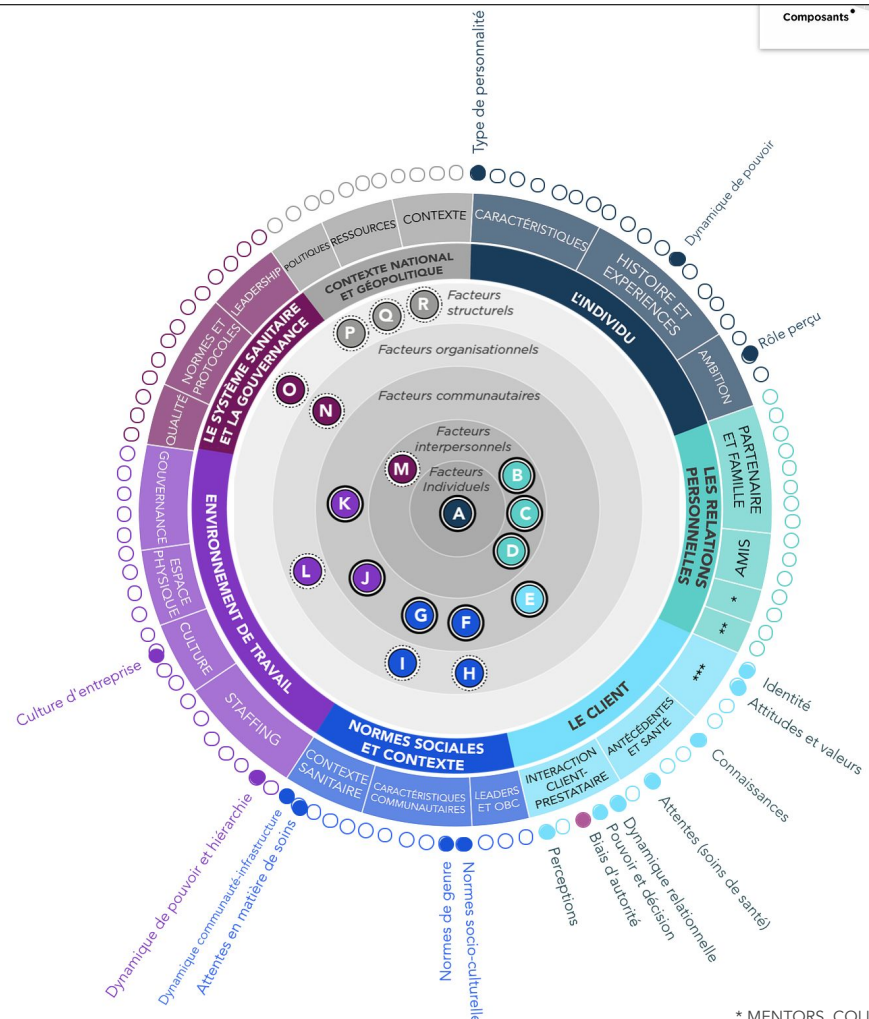 Composants
Type de personnalité
Dynamique de pouvoir
Rôle perçu
POLITIQUES
RESSOURCES
CONTEXTE
CARACTÉRISTIQUES
HISTOIRE ET
EXPERIENCES
AMBITION
PARTENAIRE
ET FAMILLE
AMIS
*
**
***
LEADERSHIP
NORMES ET
PROTOCOLES
QUALITÉ
GOUVERNANCE
ESPACE
PHYSIQUE
CULTURE
STAFFING
CONTEXTE
SANITAIRE
CARACTÉRISTIQUES
COMMUNAUTAIRES
LEADERS
ET OBC
INTERACTION
CLIENT-
PRESTATAIRE
ANTÉCÉDENTES
ET SANTÉ
CONTEXTE NATIONAL
ET GÉOPOLITIQUE
L'INDIVIDU
LES RELATIONS
PERSONNELLES
LE CLIENT
NORMES SOCIALES
ET CONTEXTE
ENVIRONNEMENT DE TRAVAIL
LE SYSTÈME SANITAIRE
ET LA GOUVERNANCE
Facteurs
structurels
Facteurs organisationnels
Facteurs communautaires
Facteurs
interpersonnels
Facteurs
Individuels
R
Q
P
O
N
M
B
K
A
C
D
L
J
E
G
F
I
H
Identité
Attitudes et valeurs
Connaissances
Attentes (soins de santé)
Dynamique relationnelle
Pouvoir et décision
Biais d'autorité
Perceptions
Normes socio-culturelle
Normes de genre
Attentes en matière de soins
Dynamique communauté-infrastructure
Dynamique de pouvoir et hiérarchie
Culture d'entreprise
* MENTORS, COLL